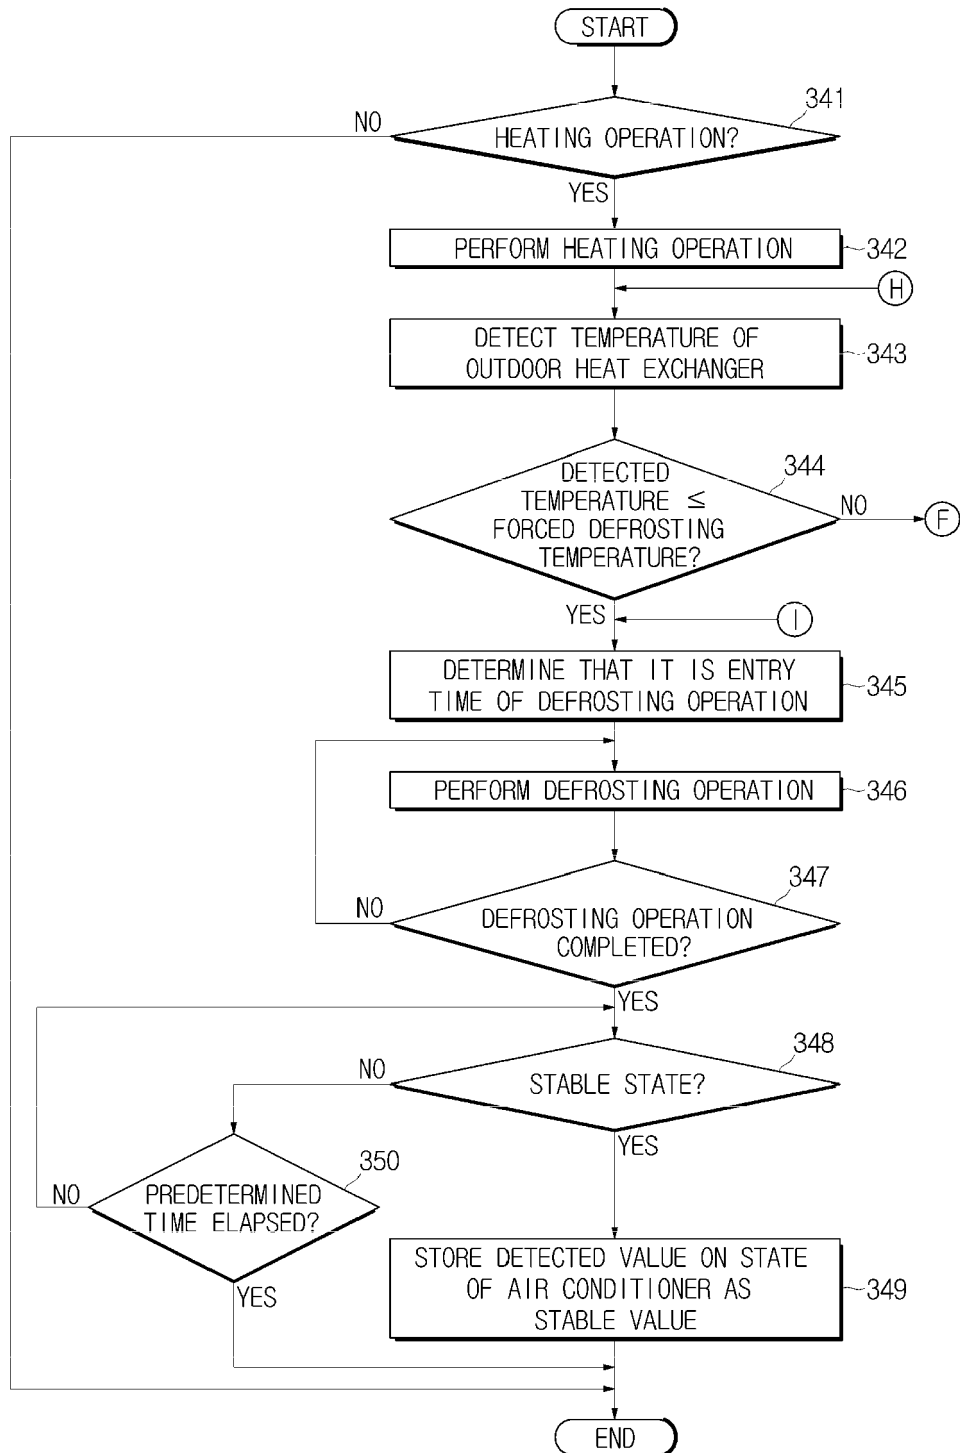 START
341
NO
HEATING OPERATION?
YES
PERFORM HEATING OPERATION
342
H
DETECT TEMPERATURE OF
OUTDOOR HEAT EXCHANGER
343
344
DETECTED
TEMPERATURE ≤
FORCED DEFROSTING
TEMPERATURE?
NO
F
YES
I
DETERMINE THAT IT IS ENTRY
TIME OF DEFROSTING OPERATION
345
PERFORM DEFROSTING OPERATION
346
347
NO
DEFROSTING OPERATION
COMPLETED?
YES
348
NO
STABLE STATE?
YES
350
NO
PREDETERMINED
TIME ELAPSED?
YES
STORE DETECTED VALUE ON STATE
OF AIR CONDITIONER AS
STABLE VALUE
349
END